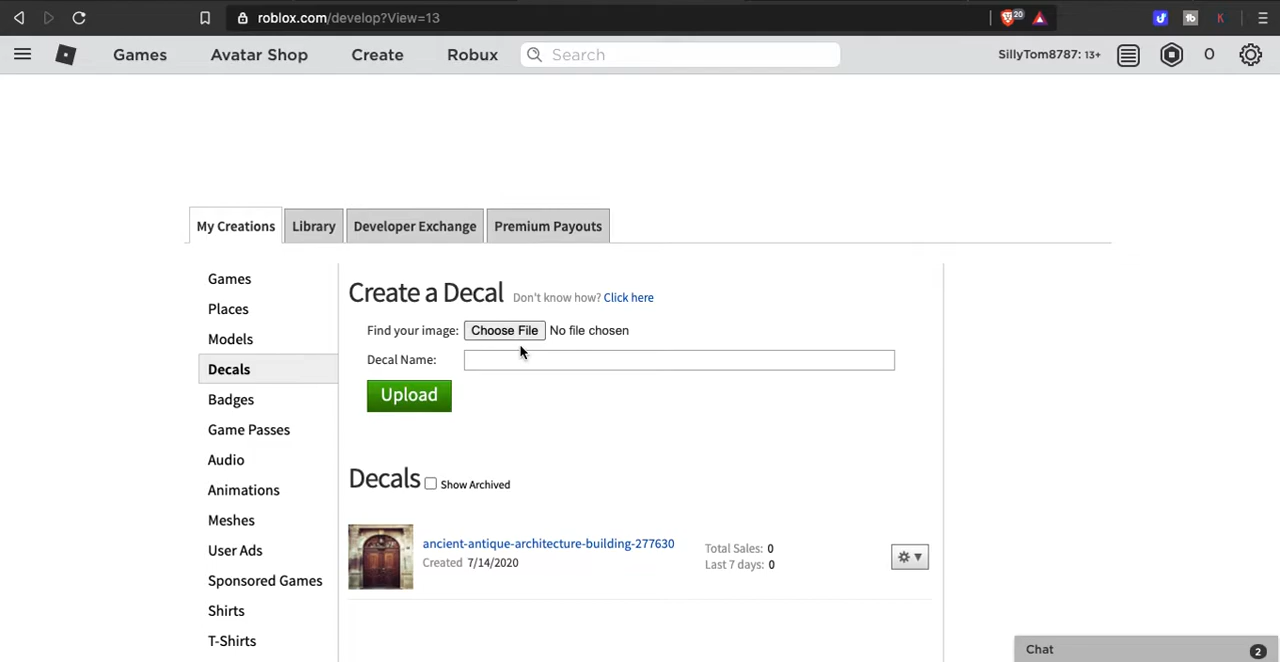 roblox.com/develop?View=13
20
Games Avatar Shop Create Robux Search SillyTom8787: 13+ 0
My Creations Library Developer Exchange Premium Payouts
Games
Places
Models
Decals
Badges
Game Passes
Audio
Animations
Meshes
User Ads
Sponsored Games
Shirts
T-Shirts
Create a Decal Don't know how? Click here
Find your image: Choose File No file chosen
Decal Name:
Upload
Decals Show Archived
ancient-antique-architecture-building-277630
Created 7/14/2020
Total Sales: 0
Last 7 days: 0
Chat 2